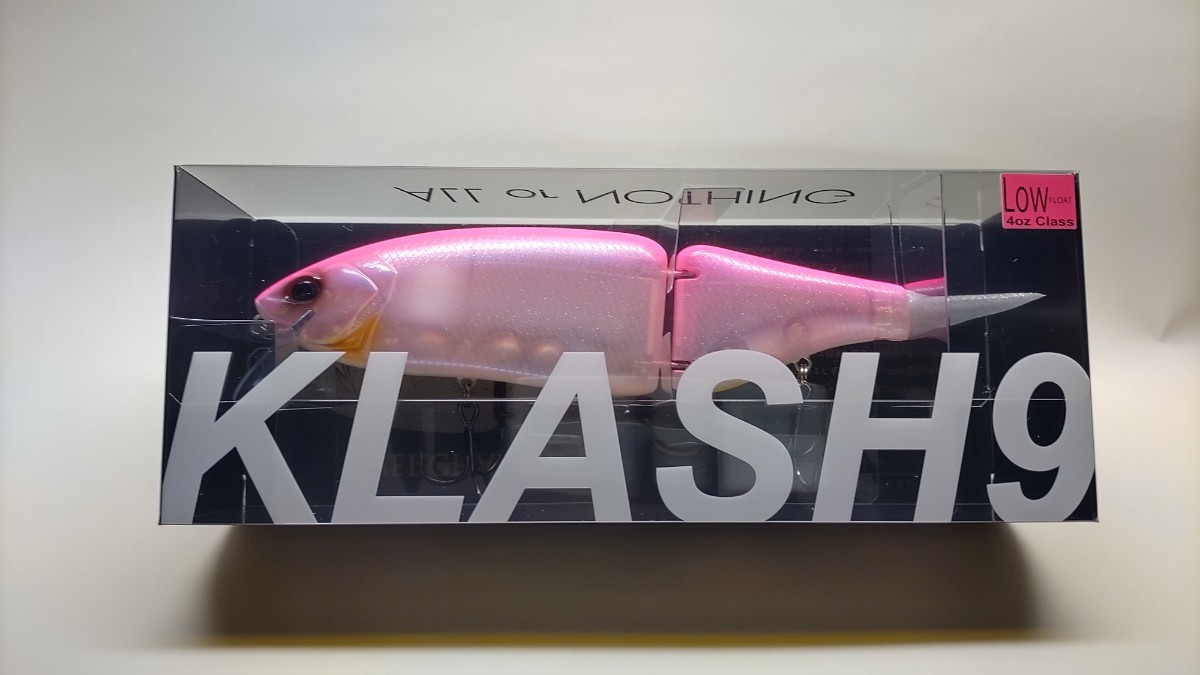 ALL or NOTHING
LOW FLOAT
4oz Class
KLASH9